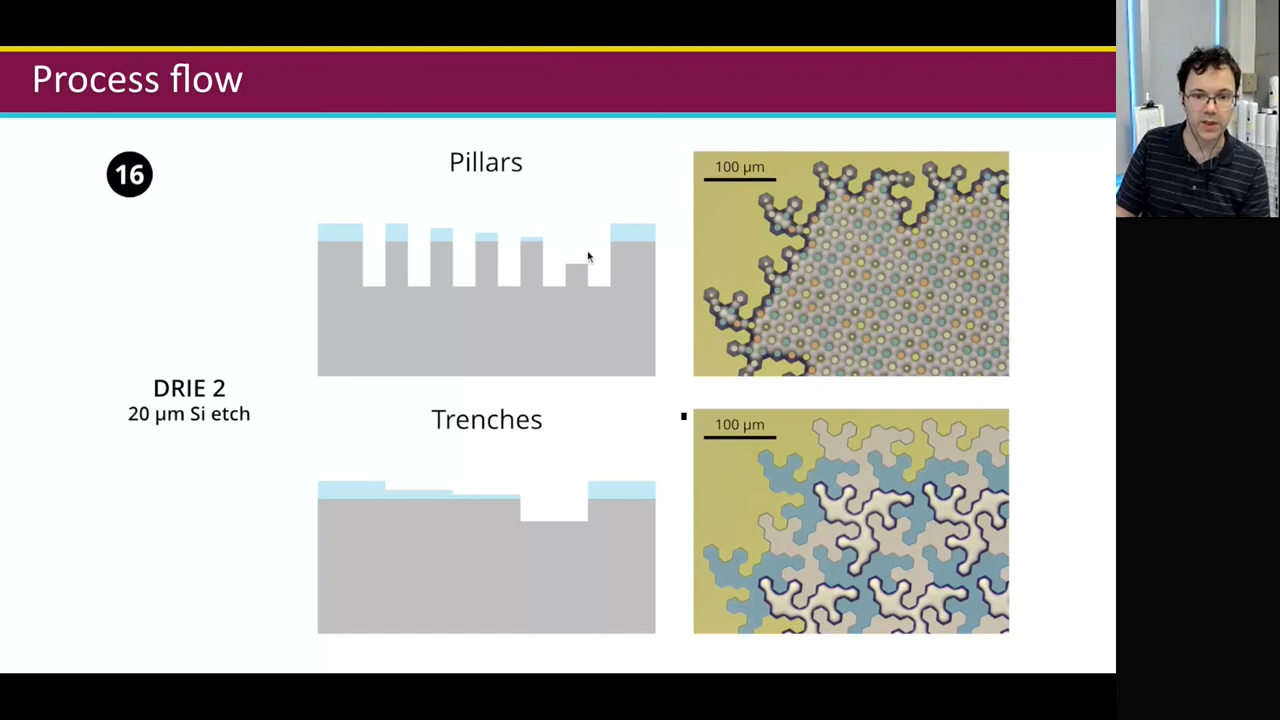 Process flow
16
Pillars
100 µm
DRIE 2
20 µm Si etch
Trenches
100 µm